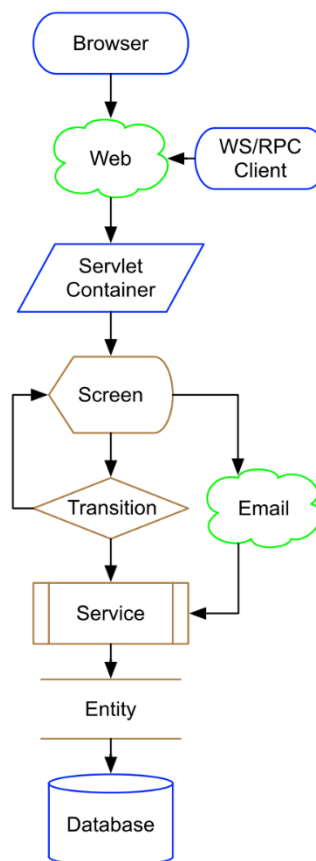 Browser
Web
WS/RPC
Client
Servlet
Container
Screen
Transition
Email
Service
Entity
Database